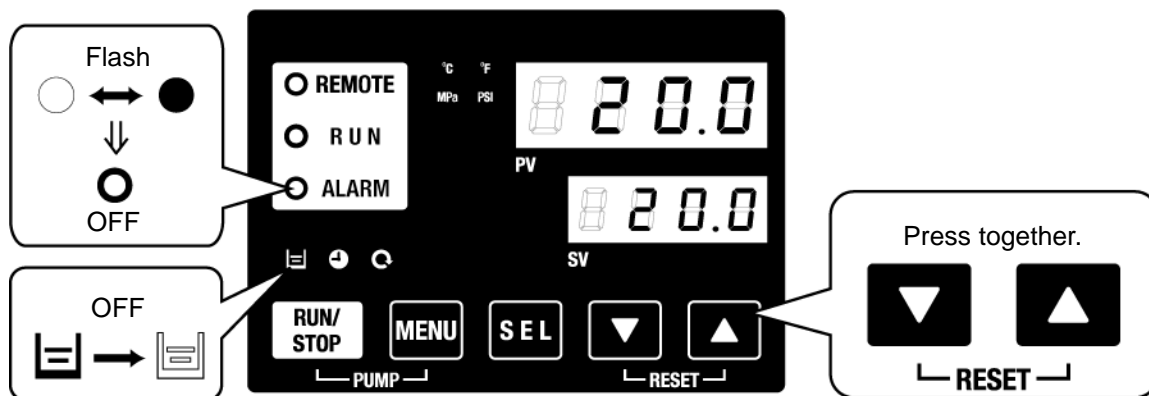 Flash
OFF
OFF
REMOTE
RUN
ALARM
°C °F
MPa PSI
20.0
PV
20.0
SV
RUN/
STOP
MENU
SEL
PUMP
RESET
Press together.
RESET